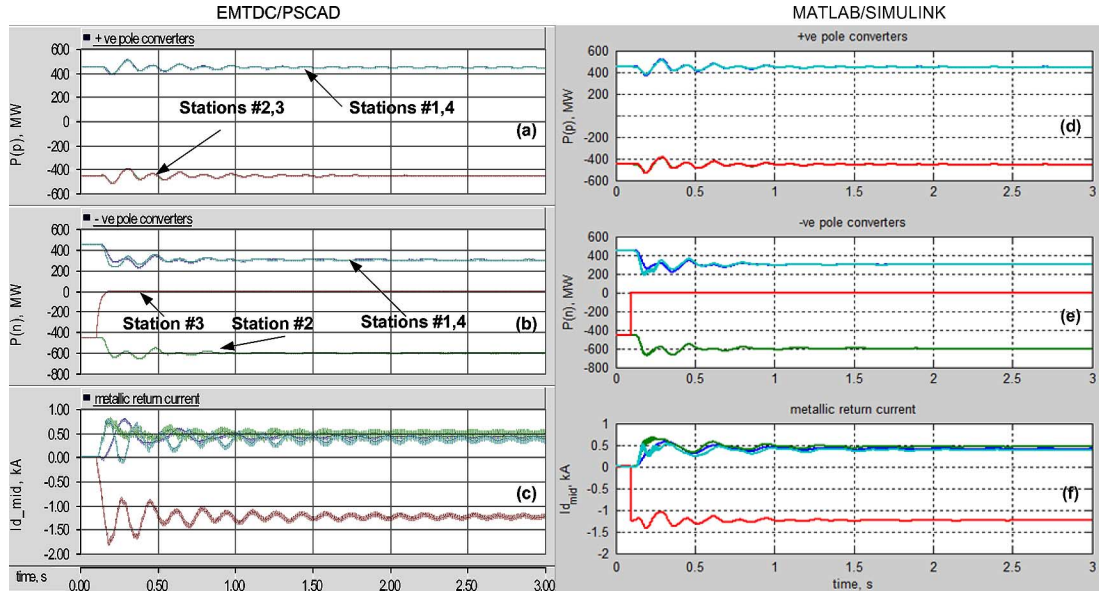 EMTDC/PSCAD
+ve pole converters
600
400
200
0
-200
-400
-600
P(p), MW
Stations #2,3
Stations #1,4
(a)
- ve pole converters
600
400
200
0
-200
-400
-600
-800
P(n), MW
Station #3
Station #2
Stations #1,4
(b)
metallic return current
1.00
0.50
0.00
-0.50
-1.00
-1.50
-2.00
Id_mid, kA
(c)
time, s
0.00 0.50 1.00 1.50 2.00 2.50 3.00
MATLAB/SIMULINK
+ve pole converters
600
400
200
0
-200
-400
-600
P(p), MW
(d)
0 0.5 1 1.5 2 2.5 3
-ve pole converters
600
400
200
0
-200
-400
-600
-800
P(n), MW
(e)
0 0.5 1 1.5 2 2.5 3
metallic return current
1
0.5
0
-0.5
-1
-1.5
-2
Id_mid, kA
(f)
0 0.5 1 1.5 2 2.5 3
time, s